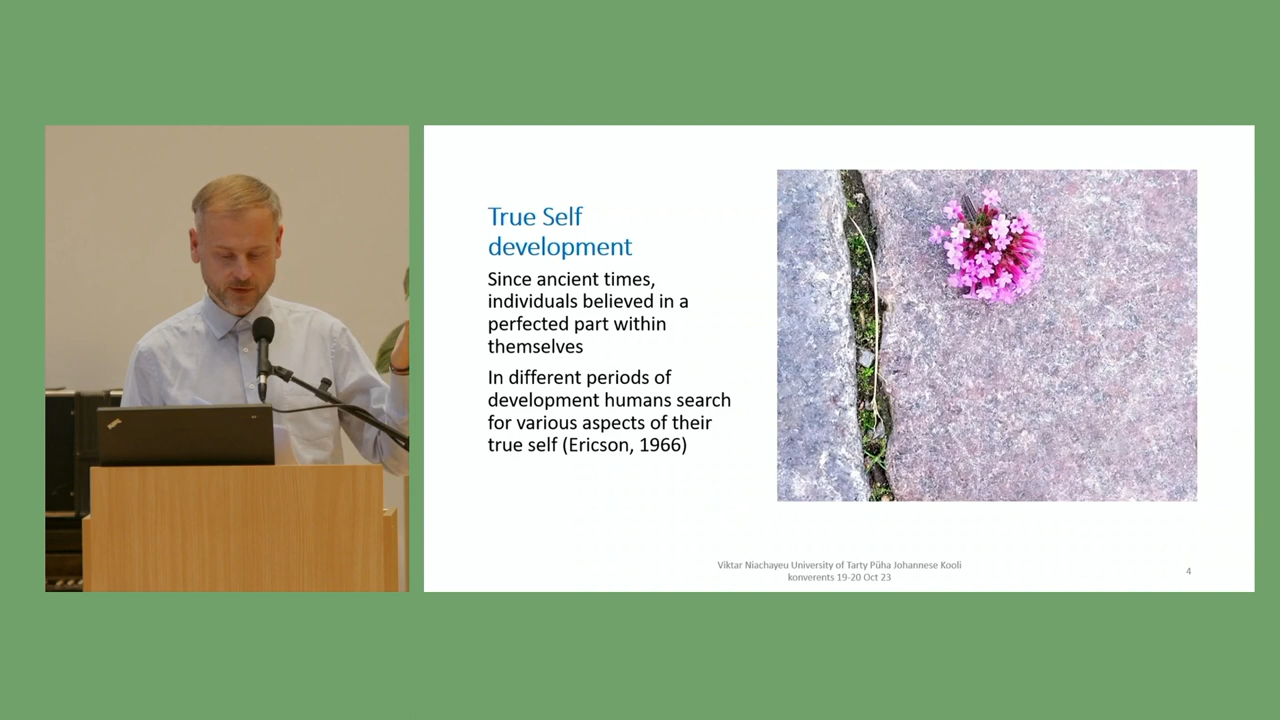 True Self
development
Since ancient times,
individuals believed in a
perfected part within
themselves
In different periods of
development humans search
for various aspects of their
true self (Ericson, 1966)
Viktar Niachayeu University of Tarty Püha Johannese Kooli
konverents 19-20 Oct 23
4